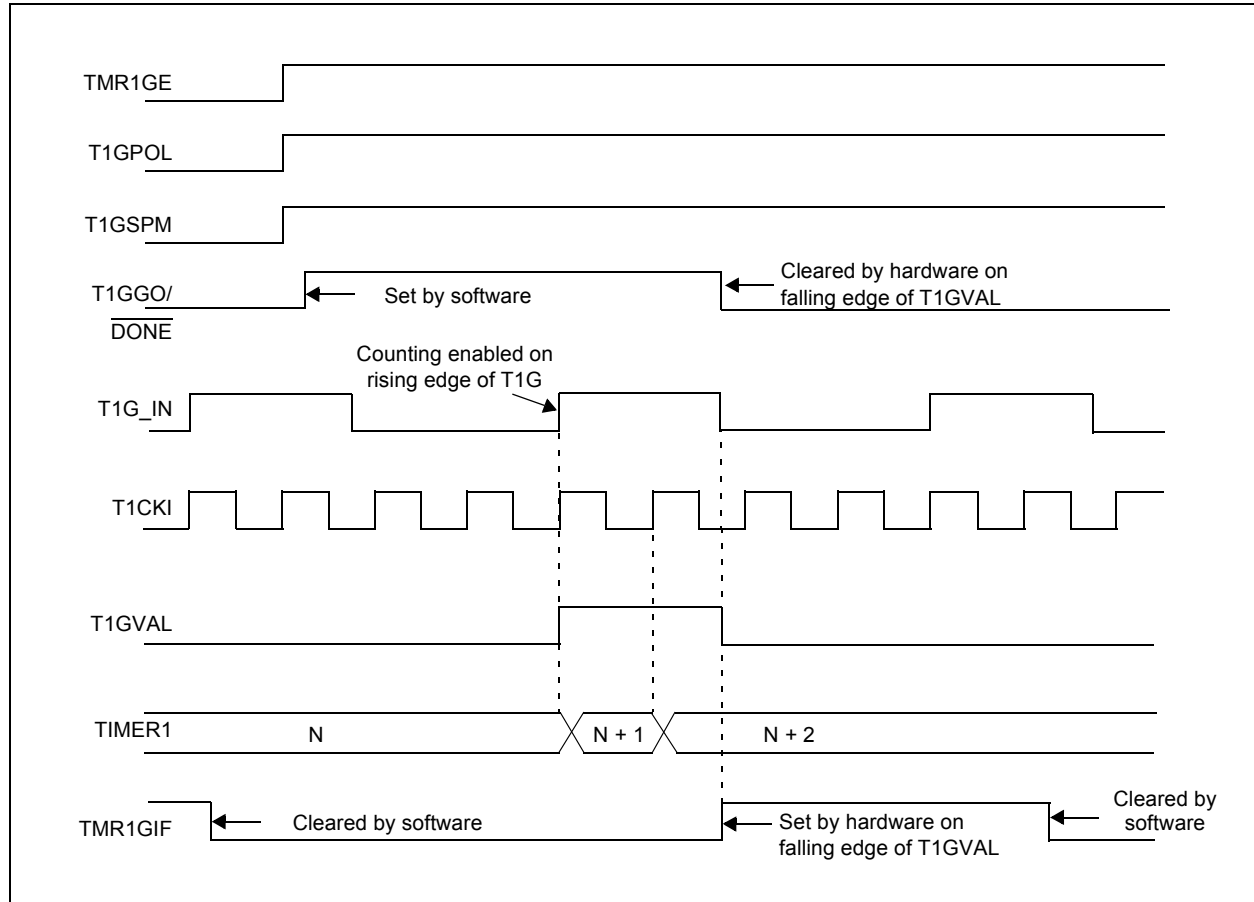 TMR1GE
T1GPOL
T1GSPM
T1GGO/
DONE
Set by software
Cleared by hardware on
falling edge of T1GVAL
Counting enabled on
rising edge of T1G
T1G_IN
T1CKI
T1GVAL
TIMER1
N
N + 1
N + 2
TMR1GIF
Cleared by software
Set by hardware on
falling edge of T1GVAL
Cleared by
software